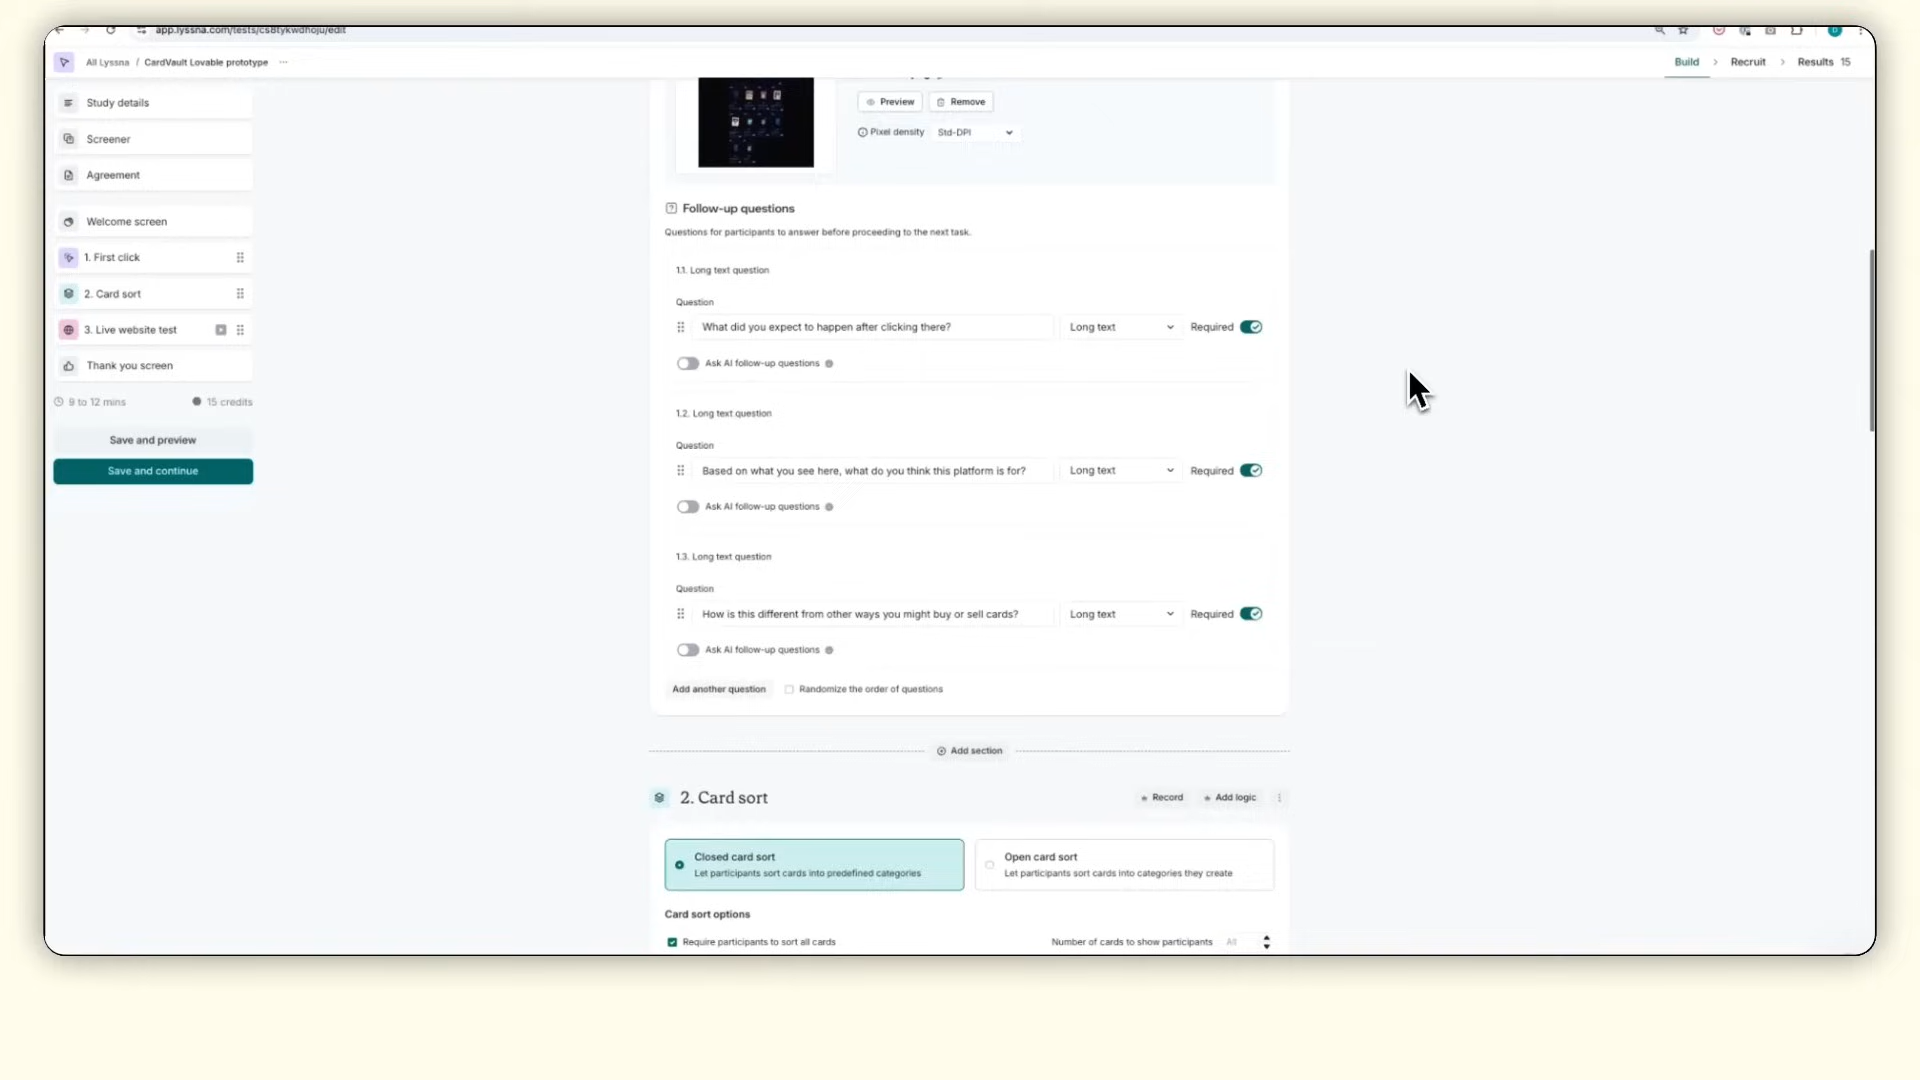 app.lyssna.com/tests/cs8tykwdhoju/edit
All Lyssna / CardVault Lovable prototype ···
Build > Recruit > Results 15
Study details
Screener
Agreement
Welcome screen
1. First click
2. Card sort
3. Live website test
Thank you screen
9 to 12 mins 15 credits
Save and preview
Save and continue
Preview Remove
Pixel density Std-DPI
Follow-up questions
Questions for participants to answer before proceeding to the next task.
1.1. Long text question
Question
What did you expect to happen after clicking there? Long text Required
Ask AI follow-up questions
1.2. Long text question
Question
Based on what you see here, what do you think this platform is for? Long text Required
Ask AI follow-up questions
1.3. Long text question
Question
How is this different from other ways you might buy or sell cards? Long text Required
Ask AI follow-up questions
Add another question Randomize the order of questions
Add section
2. Card sort Record Add logic
Closed card sort
Let participants sort cards into predefined categories
Open card sort
Let participants sort cards into categories they create
Card sort options
Require participants to sort all cards Number of cards to show participants All